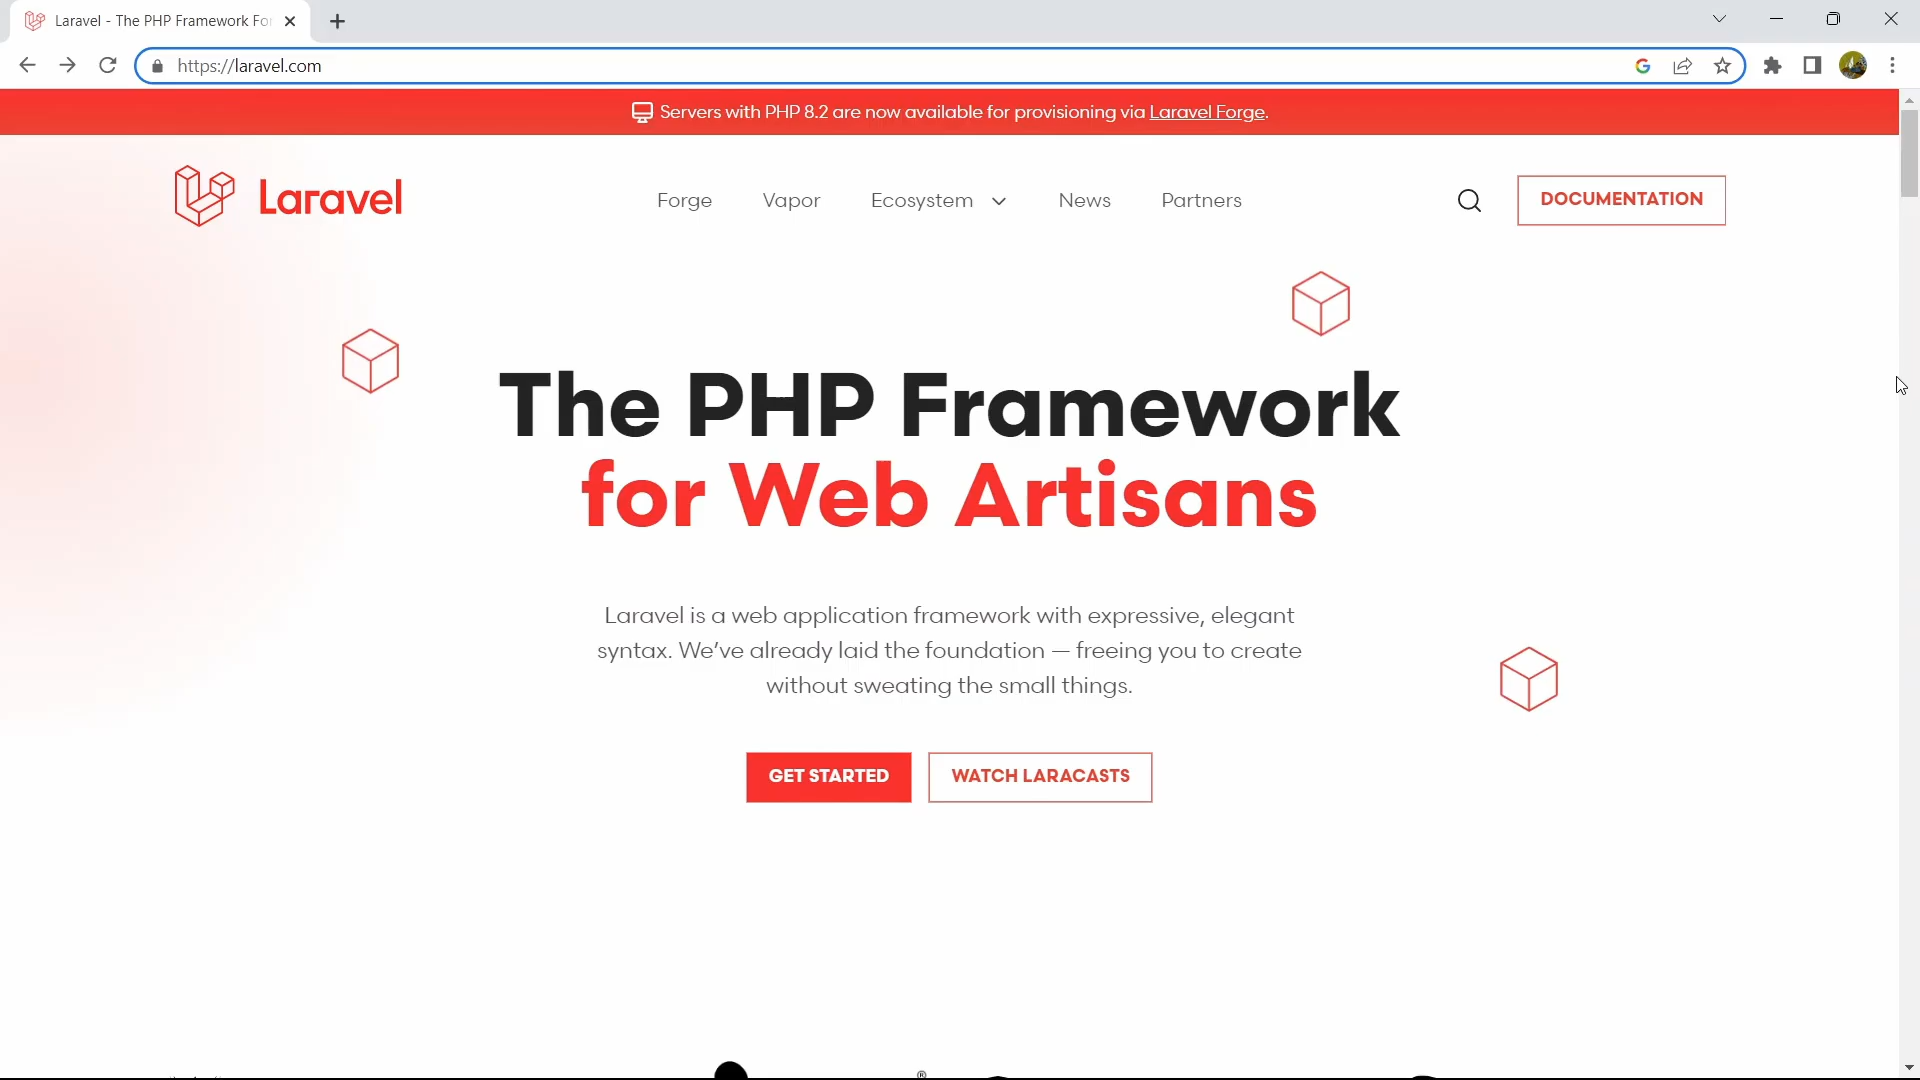 Laravel - The PHP Framework Fo
https://laravel.com
Servers with PHP 8.2 are now available for provisioning via Laravel Forge.
Laravel
Forge
Vapor
Ecosystem
News
Partners
DOCUMENTATION
The PHP Framework
for Web Artisans
Laravel is a web application framework with expressive, elegant
syntax. We’ve already laid the foundation — freeing you to create
without sweating the small things.
GET STARTED
WATCH LARACASTS
®